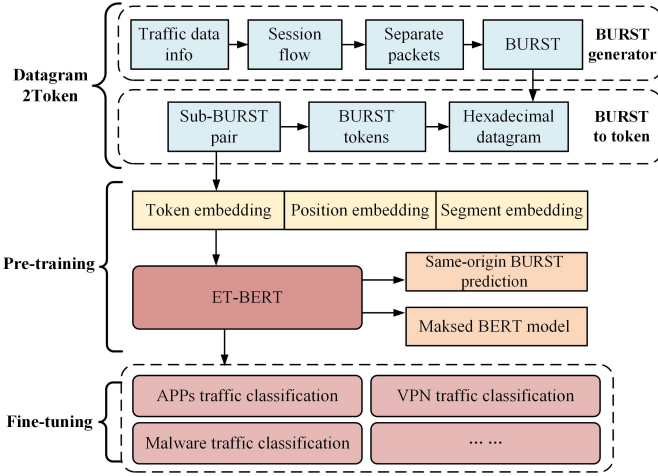 Traffic data
info
Session
flow
Separate
packets
BURST
BURST
generator
Datagram
2Token
Sub-BURST
pair
BURST
tokens
Hexadecimal
datagram
BURST
to token
Pre-training
Token embedding
Position embedding
Segment embedding
ET-BERT
Same-origin BURST
prediction
Maksed BERT model
Fine-tuning
APPs traffic classification
VPN traffic classification
Malware traffic classification
... ...